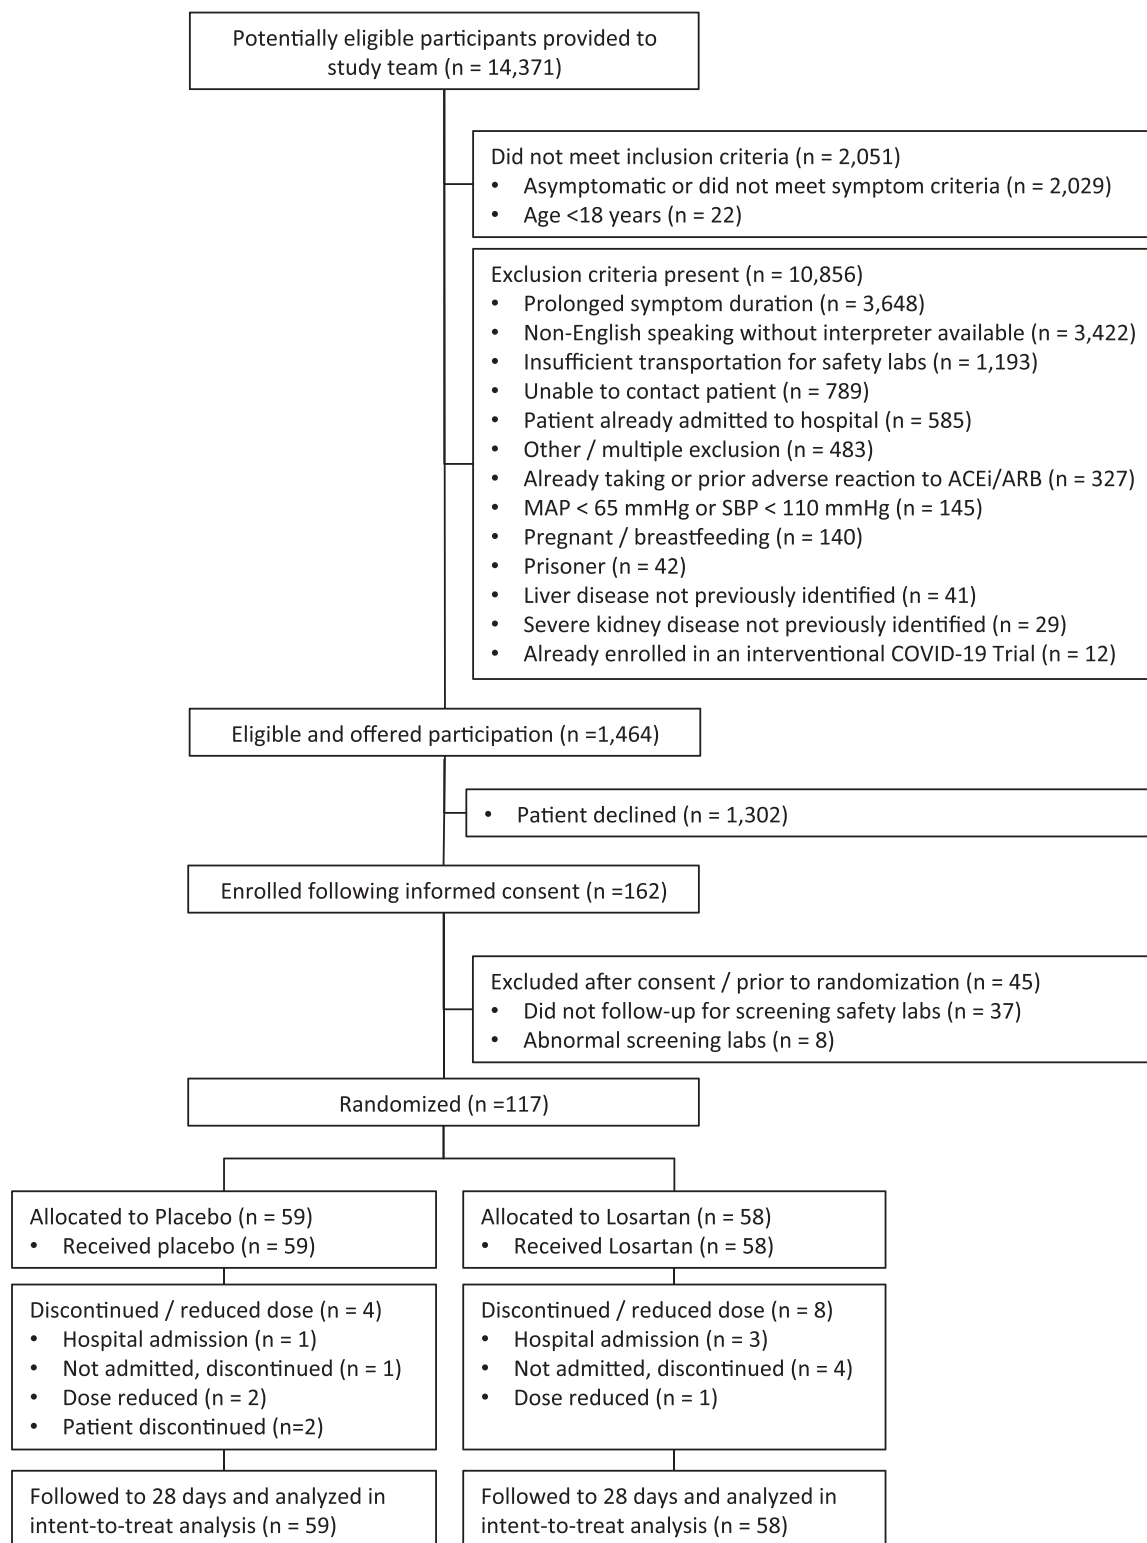 Potentially eligible participants provided to
study team (n = 14,371)
Did not meet inclusion criteria (n = 2,051)
• Asymptomatic or did not meet symptom criteria (n = 2,029)
• Age <18 years (n = 22)
Exclusion criteria present (n = 10,856)
• Prolonged symptom duration (n = 3,648)
• Non-English speaking without interpreter available (n = 3,422)
• Insufficient transportation for safety labs (n = 1,193)
• Unable to contact patient (n = 789)
• Patient already admitted to hospital (n = 585)
• Other / multiple exclusion (n = 483)
• Already taking or prior adverse reaction to ACEi/ARB (n = 327)
• MAP < 65 mmHg or SBP < 110 mmHg (n = 145)
• Pregnant / breastfeeding (n = 140)
• Prisoner (n = 42)
• Liver disease not previously identified (n = 41)
• Severe kidney disease not previously identified (n = 29)
• Already enrolled in an interventional COVID-19 Trial (n = 12)
Eligible and offered participation (n =1,464)
• Patient declined (n = 1,302)
Enrolled following informed consent (n =162)
Excluded after consent / prior to randomization (n = 45)
• Did not follow-up for screening safety labs (n = 37)
• Abnormal screening labs (n = 8)
Randomized (n =117)
Allocated to Placebo (n = 59)
• Received placebo (n = 59)
Discontinued / reduced dose (n = 4)
• Hospital admission (n = 1)
• Not admitted, discontinued (n = 1)
• Dose reduced (n = 2)
• Patient discontinued (n=2)
Followed to 28 days and analyzed in
intent-to-treat analysis (n = 59)
Allocated to Losartan (n = 58)
• Received Losartan (n = 58)
Discontinued / reduced dose (n = 8)
• Hospital admission (n = 3)
• Not admitted, discontinued (n = 4)
• Dose reduced (n = 1)
Followed to 28 days and analyzed in
intent-to-treat analysis (n = 58)